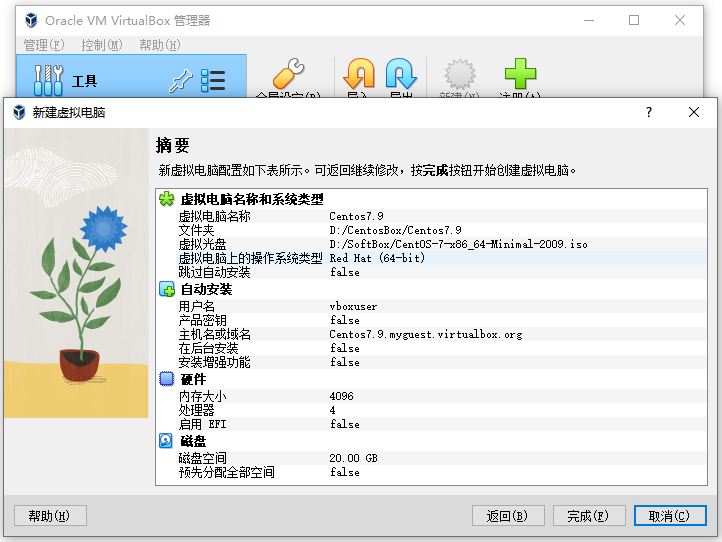 Oracle VM VirtualBox 管理器
管理(F) 控制(M) 帮助(H)
工具
全局设定(P) 导入 导出 新建(N) 注册(A)
新建虚拟电脑 ?
摘要
新虚拟电脑配置如下表所示。可返回继续修改，按完成按钮开始创建虚拟电脑。
虚拟电脑名称和系统类型
虚拟电脑名称 Centos7.9
文件夹 D:/CentosBox/Centos7.9
虚拟光盘 D:/SoftBox/CentOS-7-x86_64-Minimal-2009.iso
虚拟电脑上的操作系统类型 Red Hat (64-bit)
跳过自动安装 false
自动安装
用户名 vboxuser
产品密钥 false
主机名或域名 Centos7.9.myguest.virtualbox.org
在后台安装 false
安装增强功能 false
硬件
内存大小 4096
处理器 4
启用 EFI false
磁盘
磁盘空间 20.00 GB
预先分配全部空间 false
帮助(H) 返回(B) 完成(F) 取消(C)